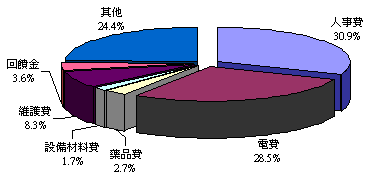 其他
24.4%
人事費
30.9%
回饋金
3.6%
維護費
8.3%
設備材料費
1.7%
藥品費
2.7%
電費
28.5%